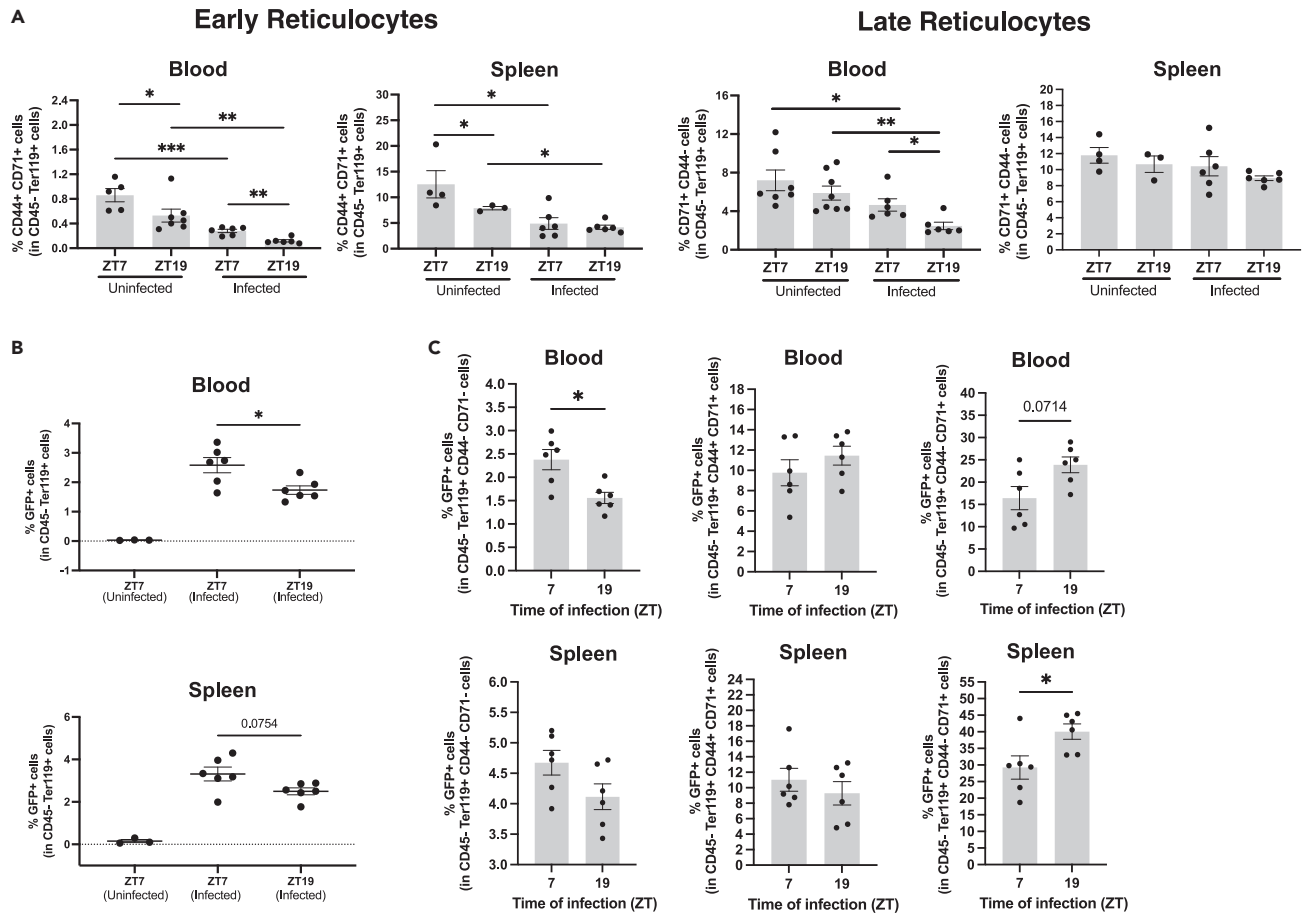 A
Early Reticulocytes
Late Reticulocytes
Blood
% CD44+ CD71+ cells
(in CD45- Ter119+ cells)
2.4
2.0
1.6
1.2
0.8
0.4
0.0
*
**
***
**
ZT7
ZT19
ZT7
ZT19
Uninfected
Infected
Spleen
% CD44+ CD71+ cells
(in CD45- Ter119+ cells)
30
25
20
15
10
5
0
*
*
*
ZT7
ZT19
ZT7
ZT19
Uninfected
Infected
Blood
% CD71+ CD44- cells
(in CD45- Ter119+ cells)
16
12
8
4
0
*
**
*
ZT7
ZT19
ZT7
ZT19
Uninfected
Infected
Spleen
% CD71+ CD44- cells
(in CD45- Ter119+ cells)
20
18
16
14
12
10
8
6
4
2
0
ZT7
ZT19
ZT7
ZT19
Uninfected
Infected
B
Blood
% GFP+ cells
(in CD45- Ter119+ cells)
4
3
2
1
0
-1
*
ZT7
(Uninfected)
ZT7
(Infected)
ZT19
(Infected)
Spleen
% GFP+ cells
(in CD45- Ter119+ cells)
6
4
2
0
0.0754
ZT7
(Uninfected)
ZT7
(Infected)
ZT19
(Infected)
C
Blood
% GFP+ cells
(in CD45- Ter119+ CD44- CD71- cells)
4.0
3.5
3.0
2.5
2.0
1.5
1.0
0.5
0.0
*
7
19
Time of infection (ZT)
Blood
% GFP+ cells
(in CD45- Ter119+ CD44+ CD71+ cells)
18
16
14
12
10
8
6
4
2
0
7
19
Time of infection (ZT)
Blood
% GFP+ cells
(in CD45- Ter119+ CD44- CD71+ cells)
40
35
30
25
20
15
10
5
0
0.0714
7
19
Time of infection (ZT)
Spleen
% GFP+ cells
(in CD45- Ter119+ CD44- CD71- cells)
6.0
5.5
5.0
4.5
4.0
3.5
3.0
7
19
Time of infection (ZT)
Spleen
% GFP+ cells
(in CD45- Ter119+ CD44+ CD71+ cells)
24
22
20
18
16
14
12
10
8
6
4
2
0
7
19
Time of infection (ZT)
Spleen
% GFP+ cells
(in CD45- Ter119+ CD44- CD71+ cells)
55
50
45
40
35
30
25
20
15
10
5
0
*
7
19
Time of infection (ZT)